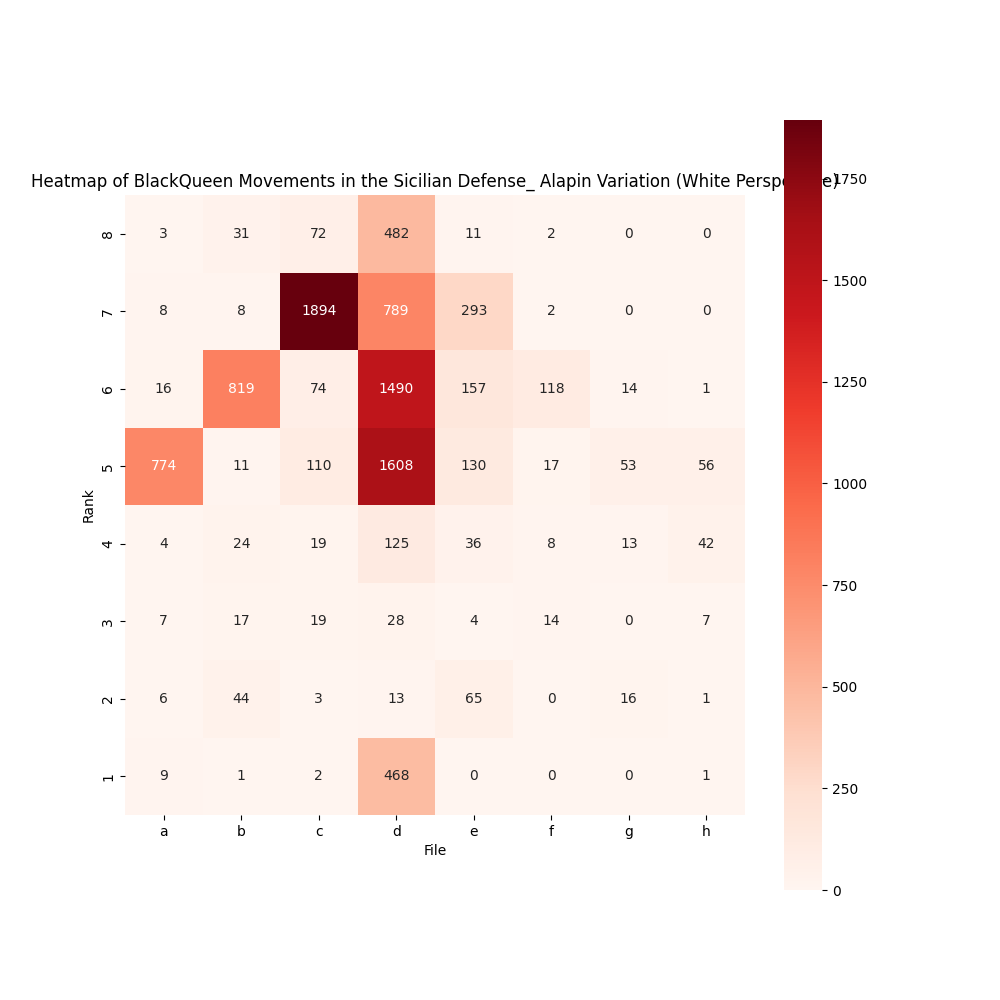 Heatmap of BlackQueen Movements in the Sicilian Defense_ Alapin Variation (White Perspe e)
8 3 31 72 482 11 2 0 0
7 8 8 1894 789 293 2 0 0
6 16 819 74 1490 157 118 14 1
5 774 11 110 1608 130 17 53 56
4 4 24 19 125 36 8 13 42
3 7 17 19 28 4 14 0 7
2 6 44 3 13 65 0 16 1
1 9 1 2 468 0 0 0 1
a b c d e f g h
File
Rank
1750
1500
1250
1000
750
500
250
0